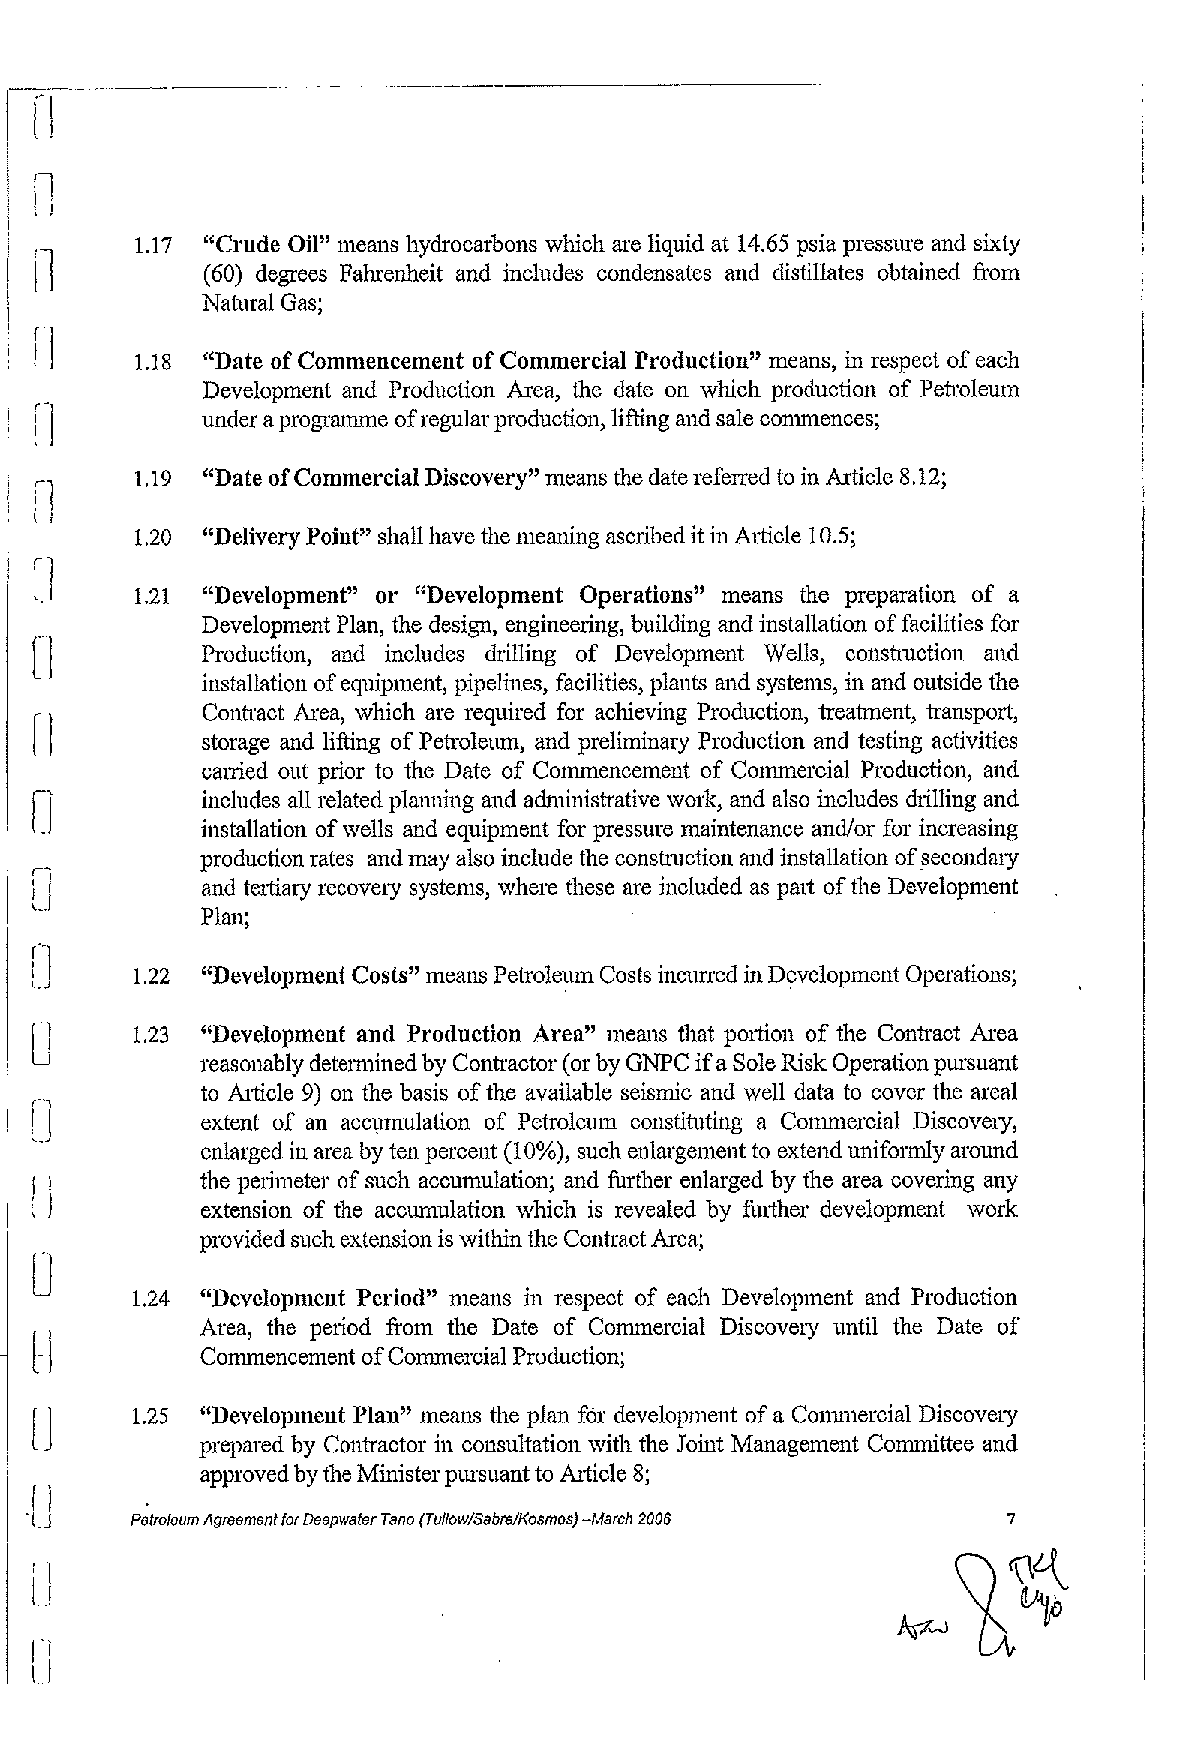 1.17 “Crude Oil” means hydrocarbons which are liquid at 14.65 psia pressure and sixty
(60) degrees Fahrenheit and includes condensates and distillates obtained from
Natural Gas;
1.18 “Date of Commencement of Commercial Production” means, in respect of each
Development and Production Area, the date on which production of Petroleum
under a programme of regular production, lifting and sale commences;
1.19 “Date of Commercial Discovery” means the date referred to in Article 8.12;
1.20 “Delivery Point” shall have the meaning ascribed it in Article 10.5;
1.21 “Development” or “Development Operations” means the preparation of a
Development Plan, the design, engineering, building and installation of facilities for
Production, and includes drilling of Development Wells, construction and
installation of equipment, pipelines, facilities, plants and systems, in and outside the
Contract Area, which are required for achieving Production, treatment, transport,
storage and lifting of Petroleum, and preliminary Production and testing activities
carried out prior to the Date of Commencement of Commercial Production, and
includes all related planning and administrative work, and also includes drilling and
installation of wells and equipment for pressure maintenance and/or for increasing
production rates and may also include the construction and installation of secondary
and tertiary recovery systems, where these are included as part of the Development
Plan;
1.22 “Development Costs” means Petroleum Costs incurred in Development Operations;
1.23 “Development and Production Area” means that portion of the Contract Area
reasonably determined by Contractor (or by GNPC if a Sole Risk Operation pursuant
to Article 9) on the basis of the available seismic and well data to cover the areal
extent of an accumulation of Petroleum constituting a Commercial Discovery,
enlarged in area by ten percent (10%), such enlargement to extend uniformly around
the perimeter of such accumulation; and further enlarged by the area covering any
extension of the accumulation which is revealed by further development work
provided such extension is within the Contract Area;
1.24 “Development Period” means in respect of each Development and Production
Area, the period from the Date of Commercial Discovery until the Date of
Commencement of Commercial Production;
1.25 “Development Plan” means the plan for development of a Commercial Discovery
prepared by Contractor in consultation with the Joint Management Committee and
approved by the Minister pursuant to Article 8;
Petroleum Agreement for Deepwater Tano (Tullow/Sabre/Kosmos) –March 2006 7